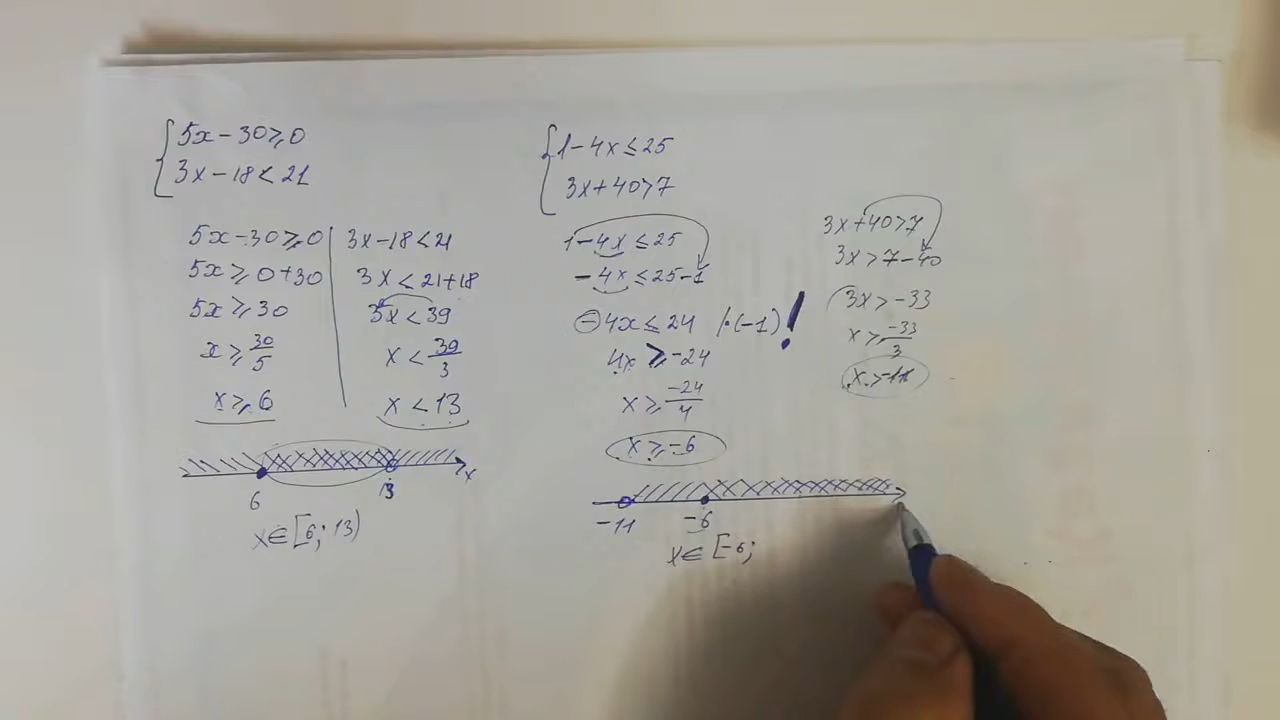 5x-30≥0
3x-18<21
5x-30≥0
5x≥0+30
5x≥30
x≥30/5
x≥6
3x-18<21
3x<21+18
3x<39
x<39/3
x<13
6 13 x
x∈[6; 13)
1-4x≤25
3x+40>7
1-4x≤25
-4x≤25-1
-4x≤24 /·(-1) !
4x≥-24
x≥-24/4
x≥-6
3x+40>7
3x>7-40
3x>-33
x>-33/3
x>-11
-11 -6
x∈[-6;